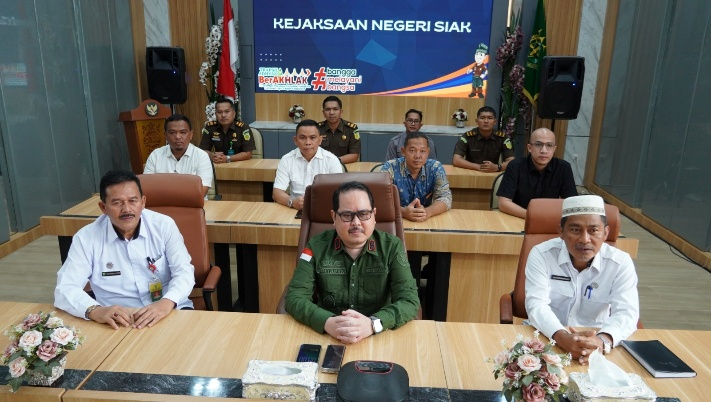 KEJAKSAAN NEGERI SIAK
BerAKHLAK
#bangga
melayani
bangsa